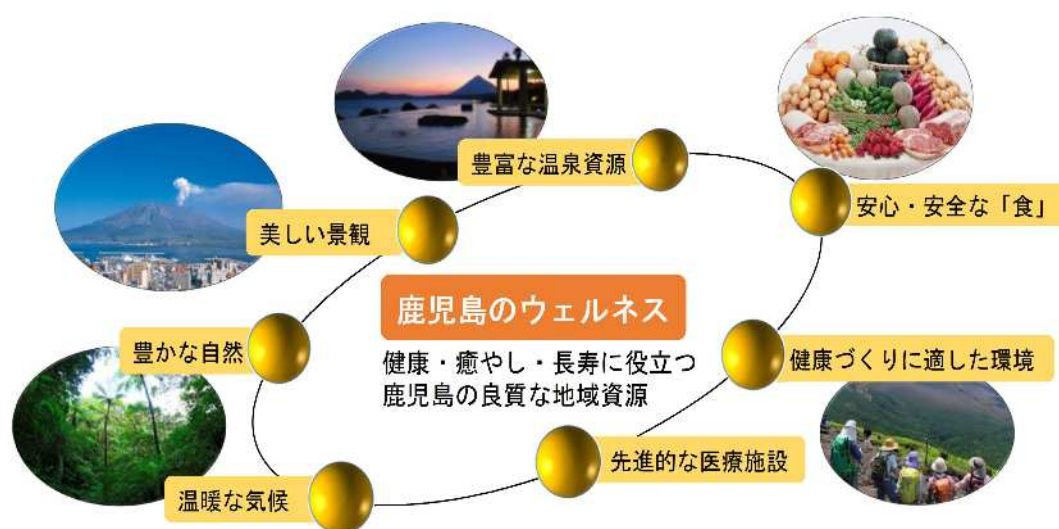 豊富な温泉資源
安心・安全な「食」
美しい景観
鹿児島のウェルネス
豊かな自然
健康・癒やし・長寿に役立つ
鹿児島の良質な地域資源
健康づくりに適した環境
先進的な医療施設
温暖な気候